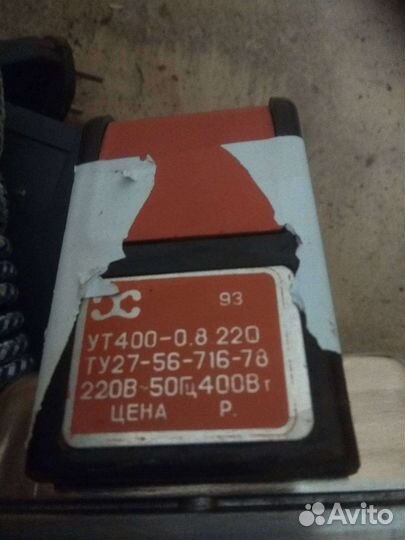 93
УТ400-0.8 220
ТУ27-56-716-78
220В~50Гц400Вт
ЦЕНА Р.
Avito